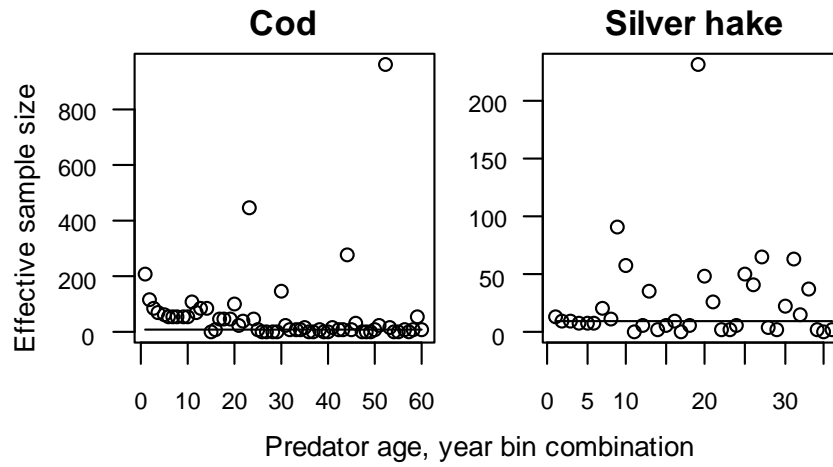 Cod
Silver hake
Effective sample size
800
600
400
200
0
200
150
100
50
0
0 10 20 30 40 50 60
0 5 10 20 30
Predator age, year bin combination